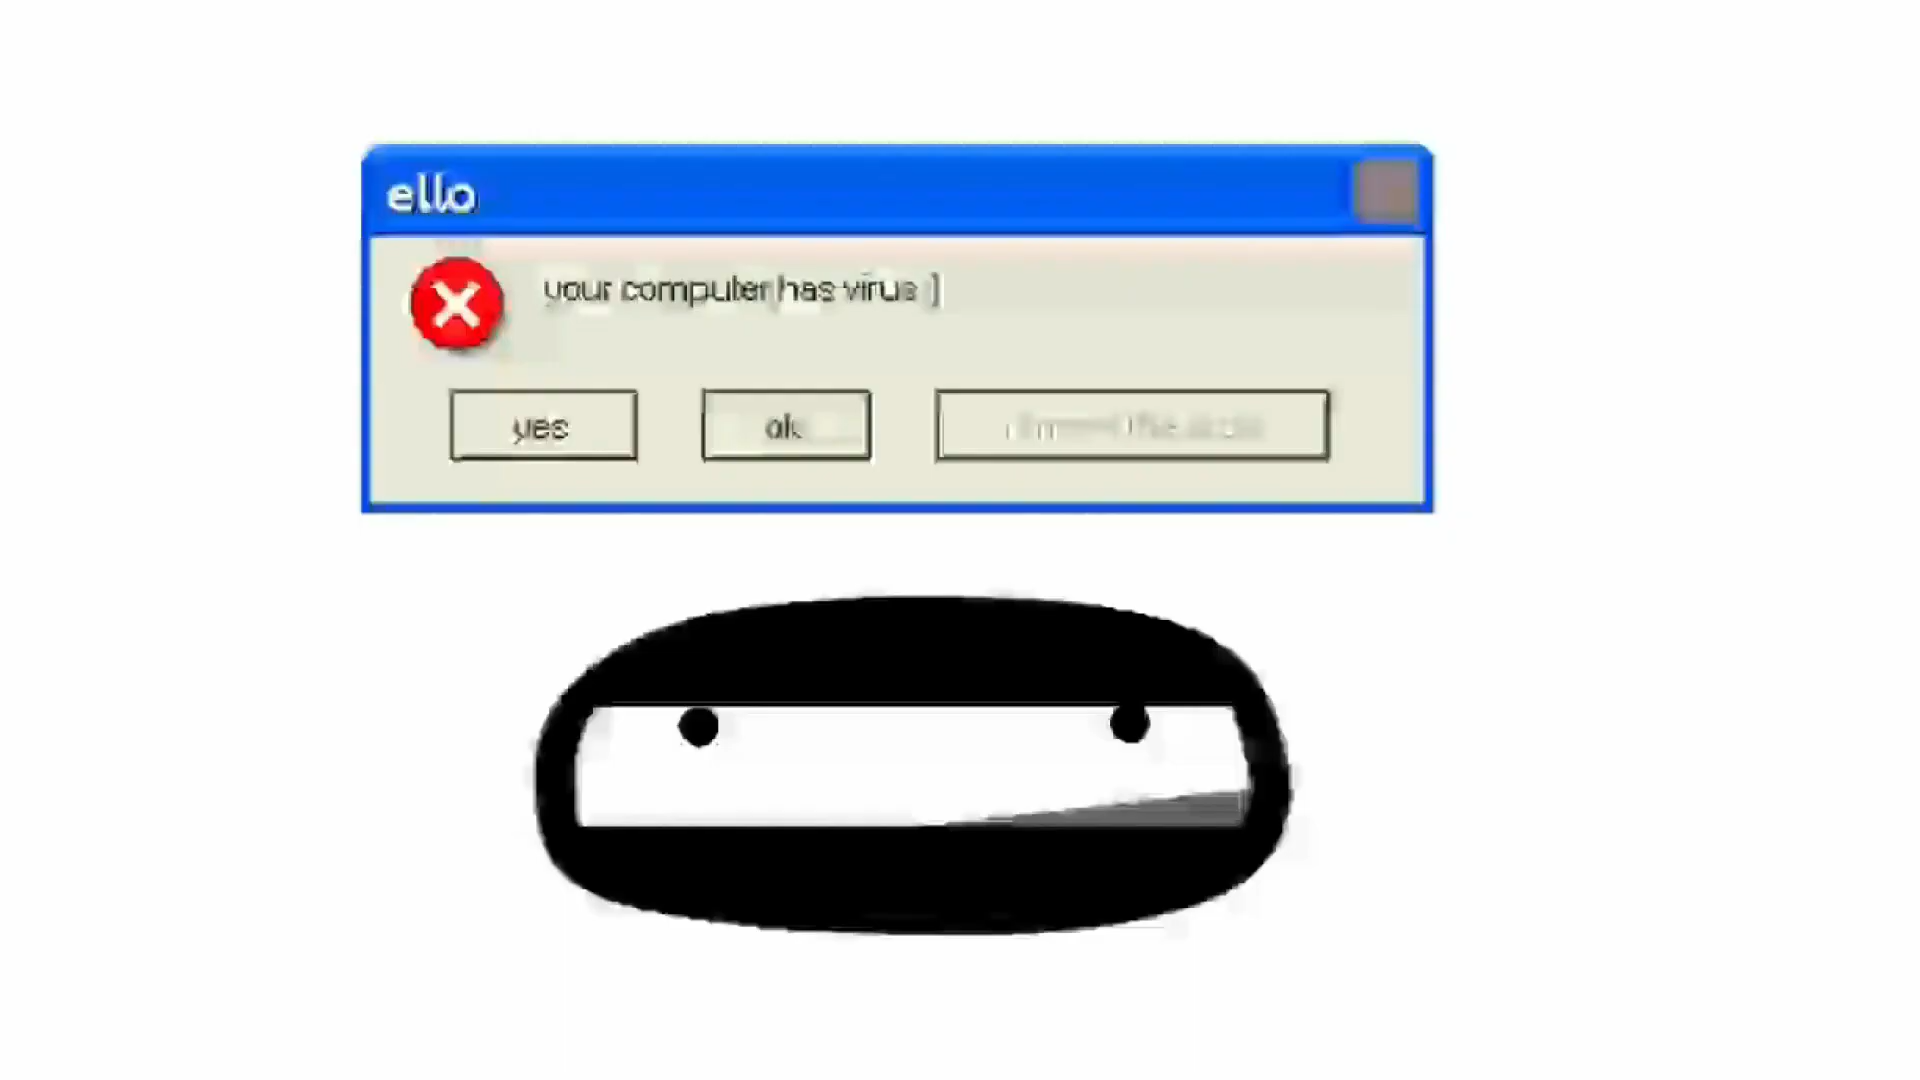 ello
your computer has virus :]
yes
ok